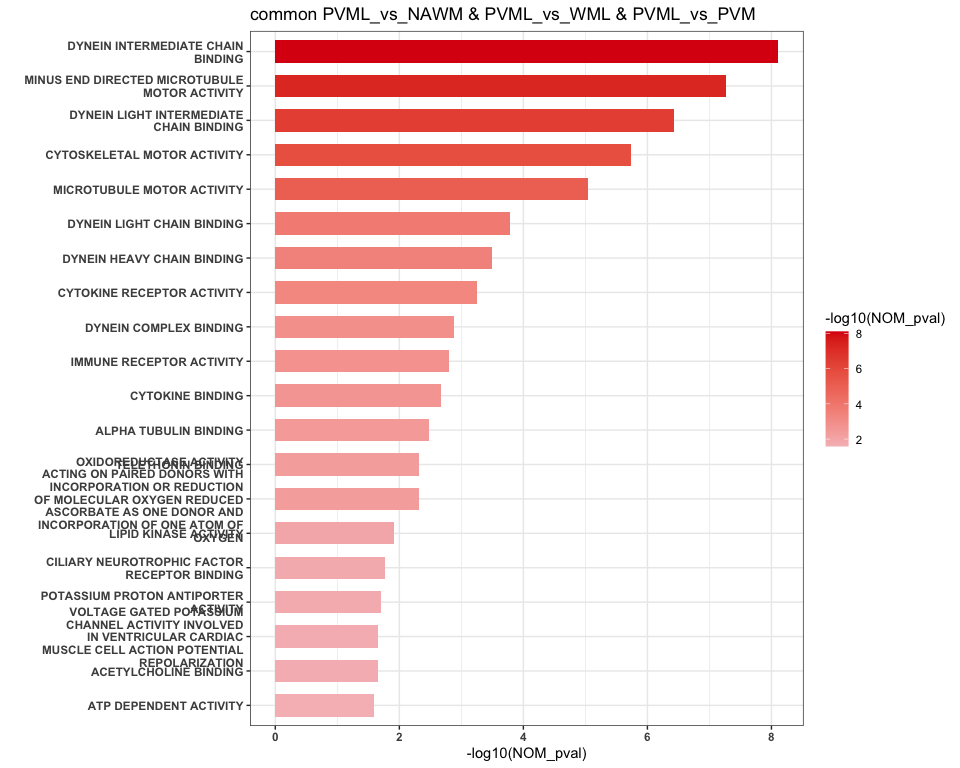 common PVML_vs_NAWM & PVML_vs_WML & PVML_vs_PVM
DYNEIN INTERMEDIATE CHAIN
BINDING
MINUS END DIRECTED MICROTUBULE
MOTOR ACTIVITY
DYNEIN LIGHT INTERMEDIATE
CHAIN BINDING
CYTOSKELETAL MOTOR ACTIVITY
MICROTUBULE MOTOR ACTIVITY
DYNEIN LIGHT CHAIN BINDING
DYNEIN HEAVY CHAIN BINDING
CYTOKINE RECEPTOR ACTIVITY
DYNEIN COMPLEX BINDING
IMMUNE RECEPTOR ACTIVITY
CYTOKINE BINDING
ALPHA TUBULIN BINDING
TELETHONIN BINDING
OXIDOREDUCTASE ACTIVITY
ACTING ON PAIRED DONORS WITH
INCORPORATION OR REDUCTION
OF MOLECULAR OXYGEN REDUCED
ASCORBATE AS ONE DONOR AND
INCORPORATION OF ONE ATOM OF
OXYGEN
LIPID KINASE ACTIVITY
CILIARY NEUROTROPHIC FACTOR
RECEPTOR BINDING
POTASSIUM PROTON ANTIPORTER
ACTIVITY
VOLTAGE GATED POTASSIUM
CHANNEL ACTIVITY INVOLVED
IN VENTRICULAR CARDIAC
MUSCLE CELL ACTION POTENTIAL
REPOLARIZATION
ACETYLCHOLINE BINDING
ATP DEPENDENT ACTIVITY
0 2 4 6 8
-log10(NOM_pval)
-log10(NOM_pval)
8
6
4
2